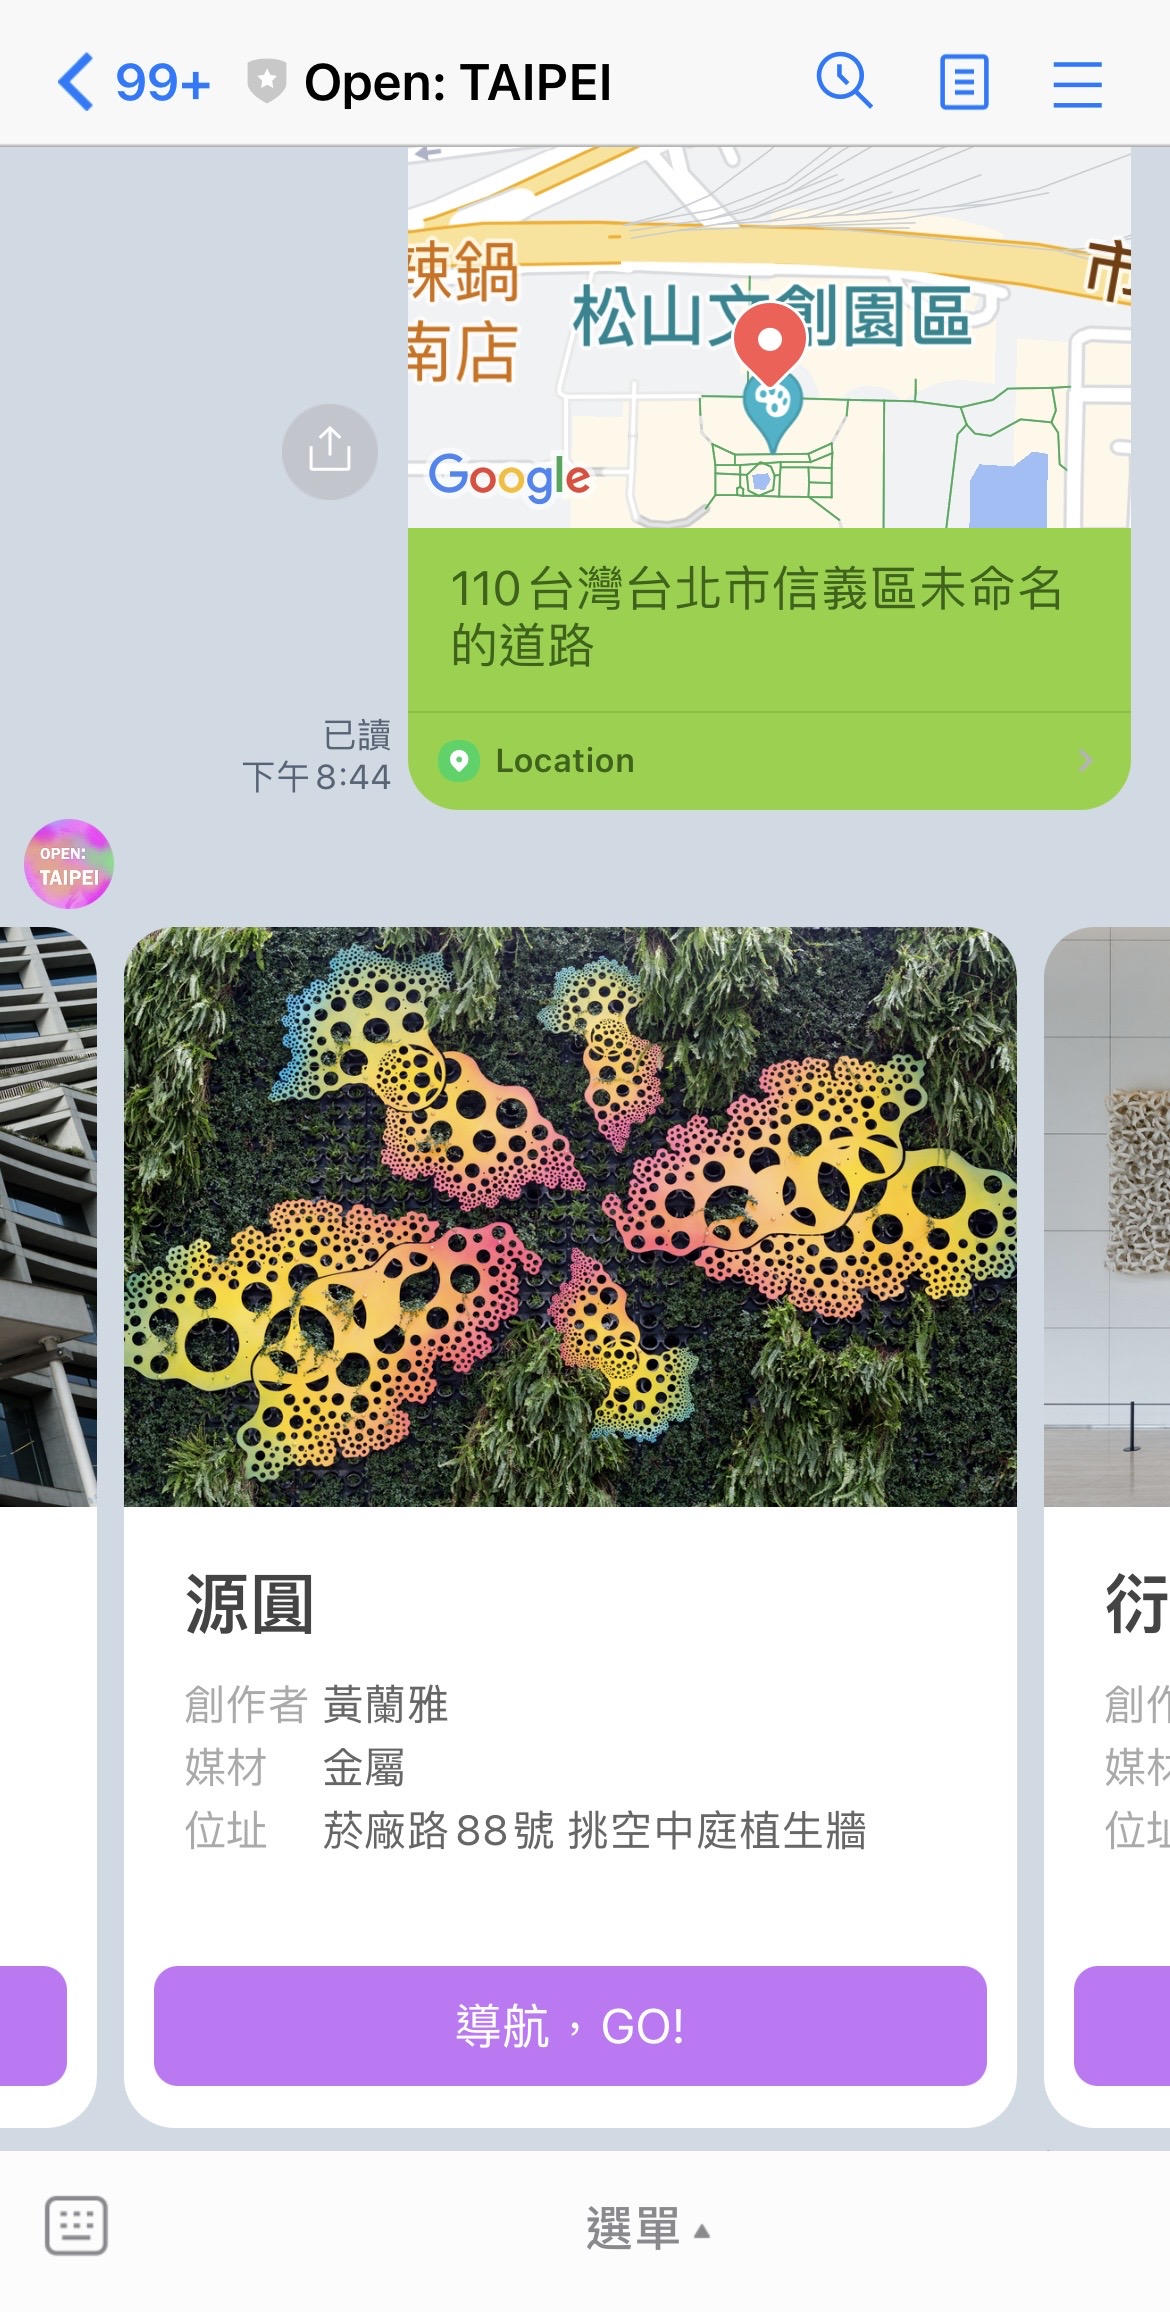 99+ Open: TAIPEI
辣鍋
南店
松山文創園區
市
Google
110台灣台北市信義區未命名
的道路
已讀
下午8:44
Location
OPEN:
TAIPEI
源圓
創作者 黃蘭雅
媒材 金屬
位址 菸廠路88號 挑空中庭植生牆
導航，GO!
衍
創作
媒材
位址
選單